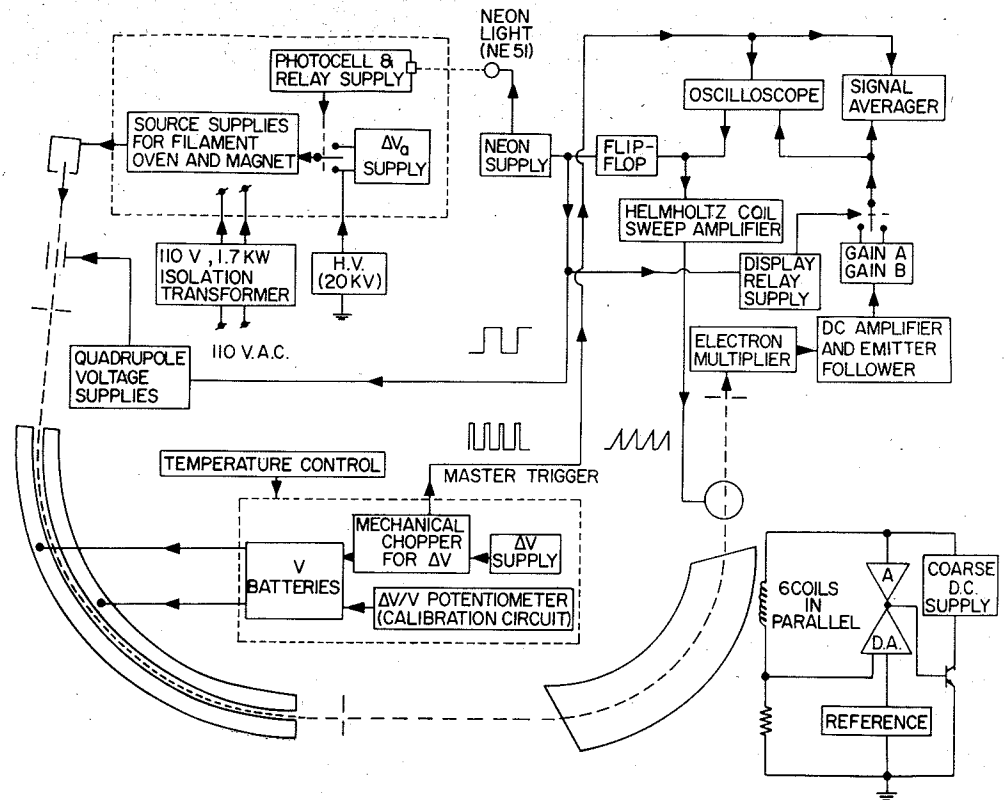 NEON
LIGHT
(NE 51)
PHOTOCELL &
RELAY SUPPLY
SOURCE SUPPLIES
FOR FILAMENT
OVEN AND MAGNET
ΔVa
SUPPLY
NEON
SUPPLY
FLIP-
FLOP
OSCILLOSCOPE
SIGNAL
AVERAGER
HELMHOLTZ COIL
SWEEP AMPLIFIER
110 V, 1.7 KW
ISOLATION
TRANSFORMER
H.V.
(20 KV)
DISPLAY
RELAY
SUPPLY
GAIN A
GAIN B
110 V. A.C.
QUADRUPOLE
VOLTAGE
SUPPLIES
ELECTRON
MULTIPLIER
DC AMPLIFIER
AND EMITTER
FOLLOWER
TEMPERATURE CONTROL
MASTER TRIGGER
MECHANICAL
CHOPPER
FOR ΔV
ΔV
SUPPLY
V
BATTERIES
ΔV/V POTENTIOMETER
(CALIBRATION CIRCUIT)
6 COILS
IN
PARALLEL
A
D.A.
COARSE
D.C.
SUPPLY
REFERENCE